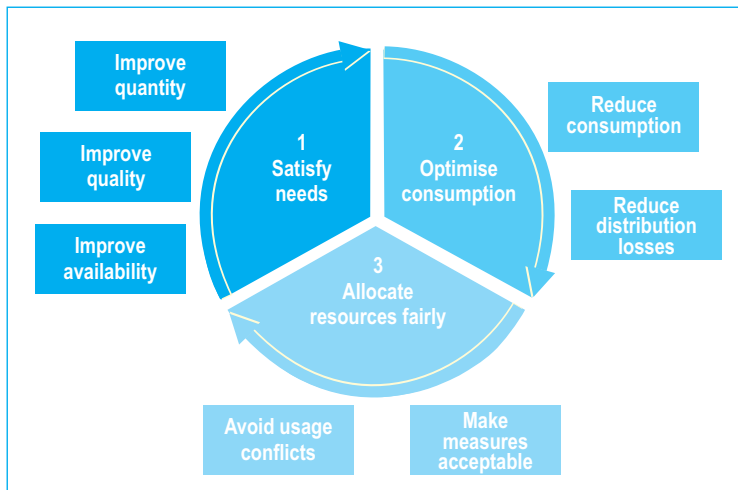 Improve
quantity
Improve
quality
Improve
availability
1
Satisfy
needs
2
Optimise
consumption
Reduce
consumption
Reduce
distribution
losses
3
Allocate
resources fairly
Avoid usage
conflicts
Make
measures
acceptable